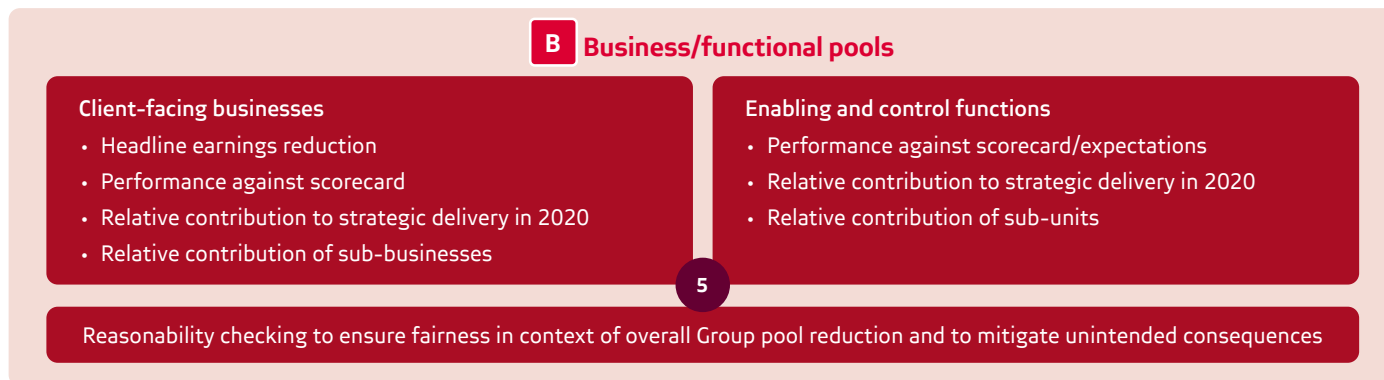 B Business/functional pools
Client-facing businesses
• Headline earnings reduction
• Performance against scorecard
• Relative contribution to strategic delivery in 2020
• Relative contribution of sub-businesses
Enabling and control functions
• Performance against scorecard/expectations
• Relative contribution to strategic delivery in 2020
• Relative contribution of sub-units
5
Reasonability checking to ensure fairness in context of overall Group pool reduction and to mitigate unintended consequences